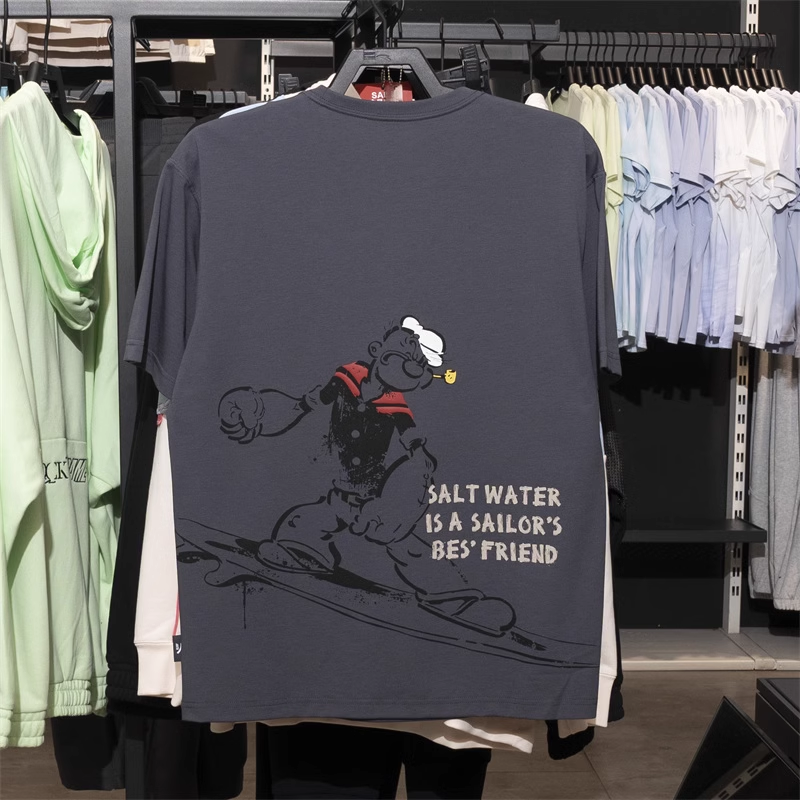 SALT WATER
IS A SAILOR'S
BES' FRIEND